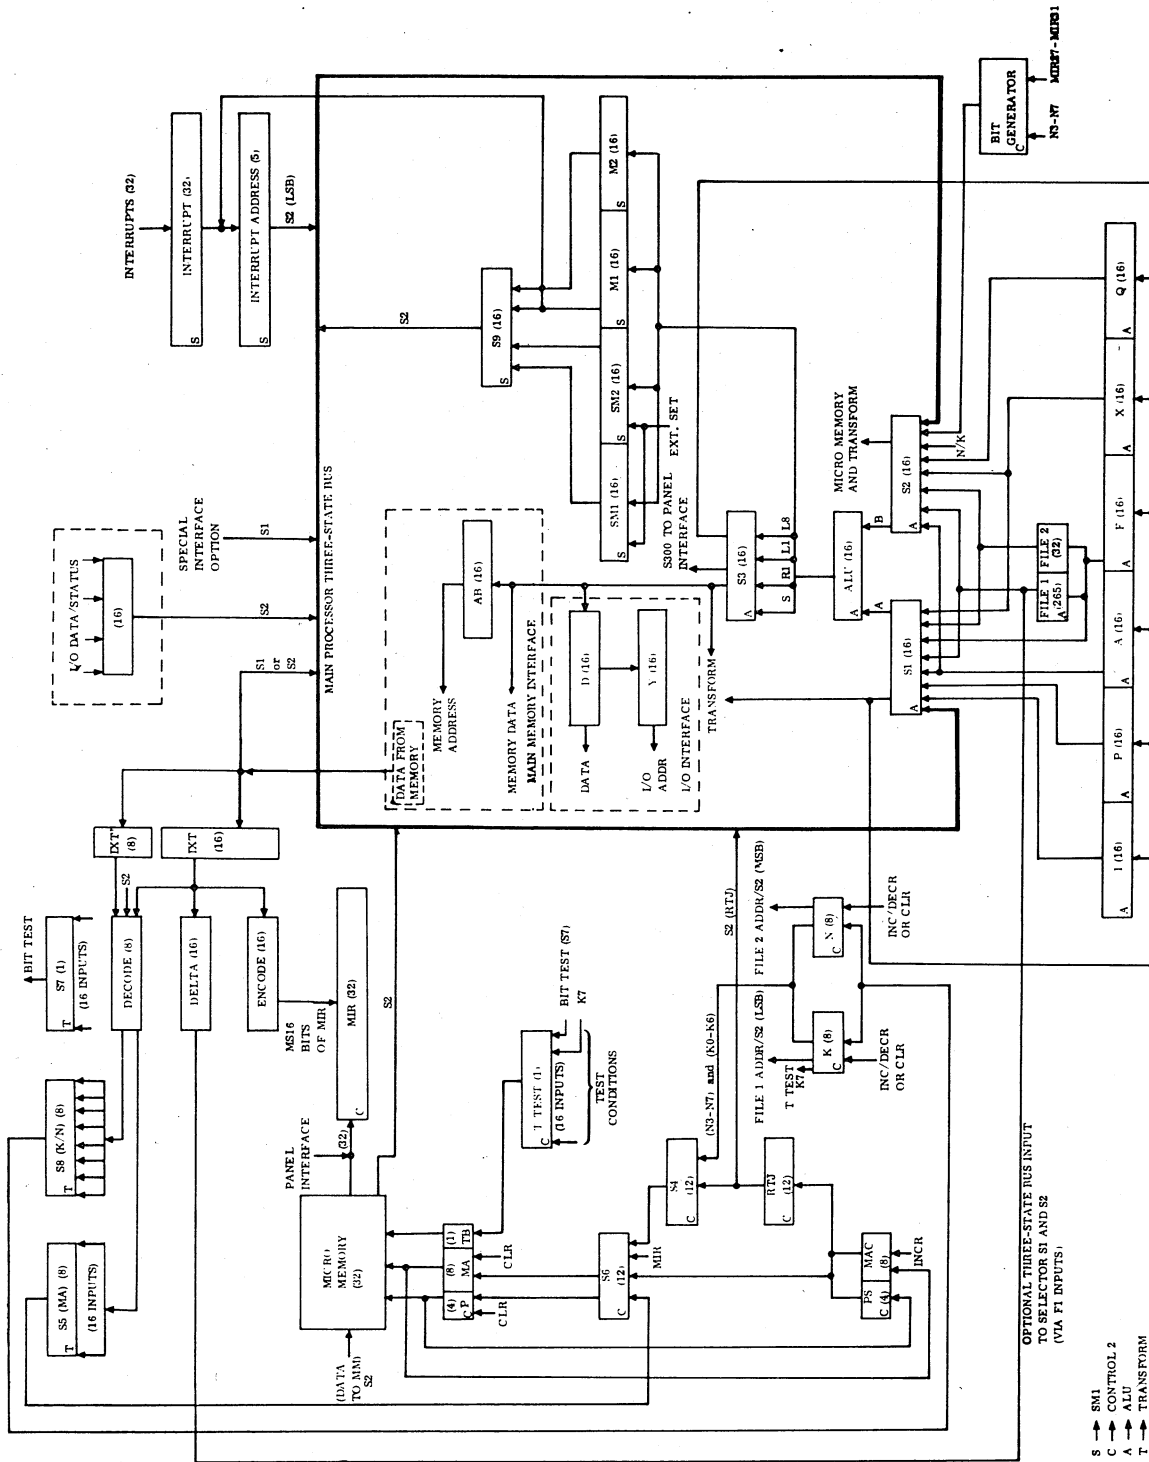 INTERRUPTS (32)
INTERRUPT (32)
S
INTERRUPT ADDRESS (5)
S
S2 (LSB)
I/O DATA/STATUS
(16)
SPECIAL
INTERFACE
OPTION
S1
S2
S1
or
S2
MAIN PROCESSOR THREE-STATE BUS
BIT TEST
S7 (1)
T
(16 INPUTS)
IXT'
(8)
IXT
(16)
S2
DECODE (8)
DELTA (16)
ENCODE (16)
MS16
BITS
OF MIR
MIR (32)
C
S2
S8 (K/N) (8)
T
S5 (MA) (8)
T
(16 INPUTS)
PANEL
INTERFACE
(32)
MICRO
MEMORY
(32)
(DATA
TO MM)
S2
(4)
C P
(8)
MA
(1)
TB
CLR
CLR
S6
(12)
C
MIR
S4
(12)
C
RTJ
(12)
C
PS
C (4)
MAC
(8)
INCR
T TEST (1)
C
(16 INPUTS)
BIT TEST (S7)
K7
TEST
CONDITIONS
(N3-N7) and (K0-K6)
FILE 1 ADDR/S2 (LSB)
T TEST
K7
K (8)
C
INC/DECR
OR CLR
FILE 2 ADDR/S2 (MSB)
N (8)
C
INC/DECR
OR CLR
S2 (RTJ)
S9 (16)
S
S2
SM1 (16)
S
SM2 (16)
S
M1 (16)
S
M2 (16)
S
EXT. SET
DATA FROM
MEMORY
MEMORY
ADDRESS
AB (16)
MEMORY DATA
MAIN MEMORY INTERFACE
D (16)
Y (16)
DATA
I/O
ADDR
I/O INTERFACE
TRANSFORM
S300 TO PANEL
INTERFACE
S3 (16)
A
S
R1
L1
L8
ALU (16)
A
A
B
MICRO MEMORY
AND TRANSFORM
S1 (16)
A
S2 (16)
A
N/K
BIT
GENERATOR
C
N3-N7
MIR27-MIR31
FILE 1
A (265)
FILE 2
(32)
I (16)
A
P (16)
A
A (16)
A
F (16)
A
X (16)
A
Q (16)
A
OPTIONAL THREE-STATE BUS INPUT
TO SELECTOR S1 AND S2
(VIA F1 INPUTS)
S → SM1
C → CONTROL 2
A → ALU
T → TRANSFORM